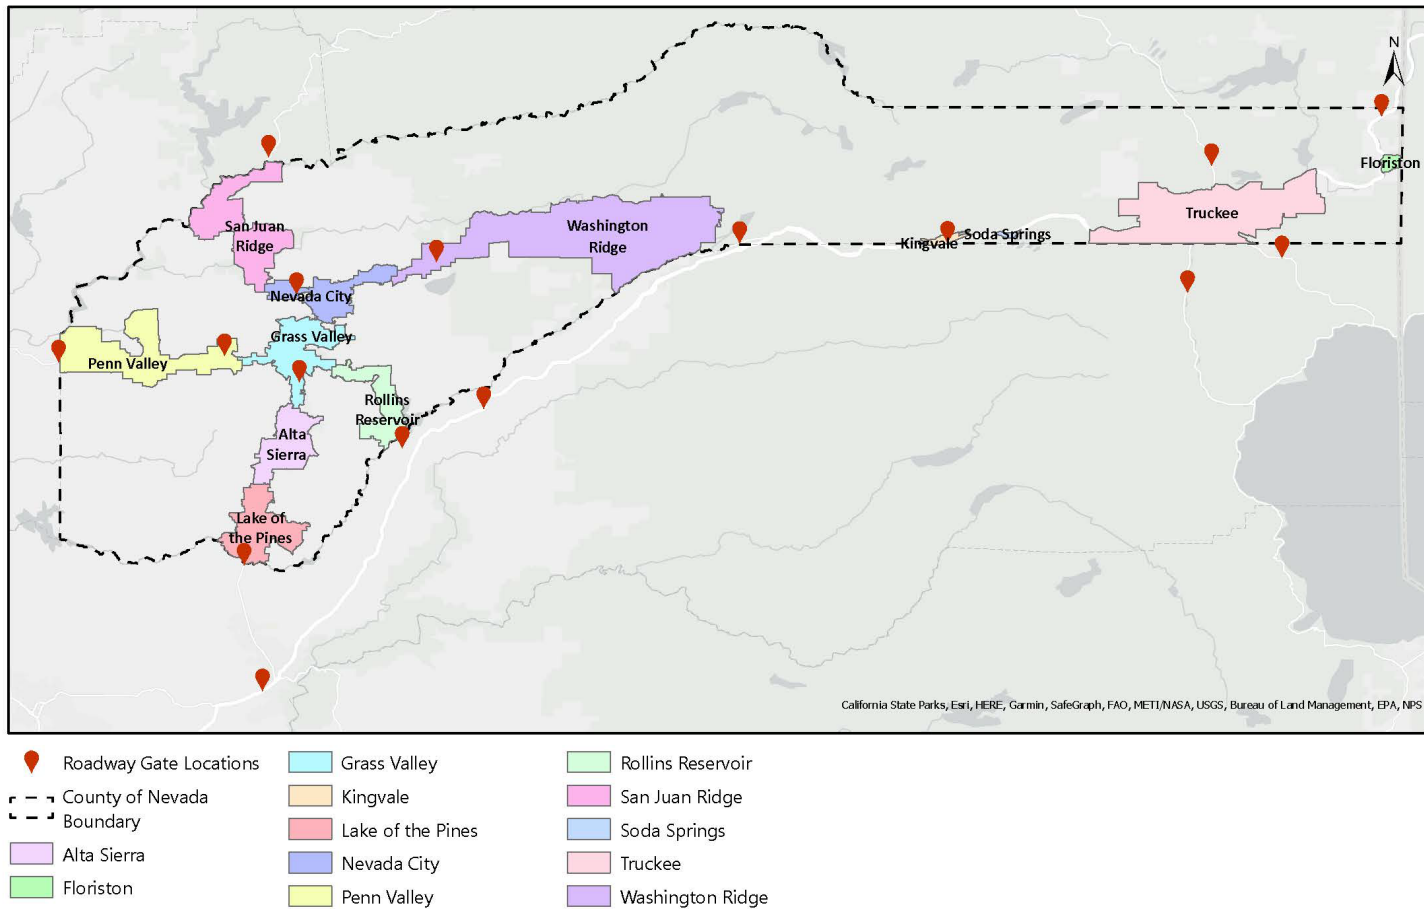 N
Floriston
Truckee
San Juan
Ridge
Washington
Ridge
Kingvale
Soda Springs
Nevada City
Grass Valley
Penn Valley
Rollins
Reservoir
Alta
Sierra
Lake of
the Pines
California State Parks, Esri, HERE, Garmin, SafeGraph, FAO, METI/NASA, USGS, Bureau of Land Management, EPA, NPS
Roadway Gate Locations
County of Nevada
Boundary
Alta Sierra
Floriston
Grass Valley
Kingvale
Lake of the Pines
Nevada City
Penn Valley
Rollins Reservoir
San Juan Ridge
Soda Springs
Truckee
Washington Ridge